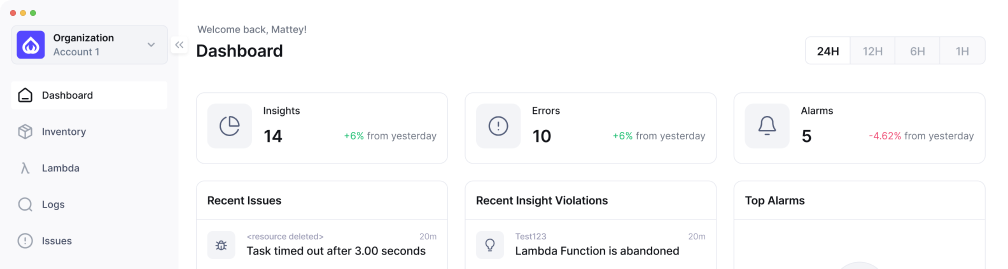 Organization
Account 1
Dashboard
Inventory
Lambda
Logs
Issues
Welcome back, Mattey!
Dashboard
24H 12H 6H 1H
Insights
14 +6% from yesterday
Errors
10 +6% from yesterday
Alarms
5 -4.62% from yesterday
Recent Issues
<resource deleted> 20m
Task timed out after 3.00 seconds
Recent Insight Violations
Test123 20m
Lambda Function is abandoned
Top Alarms